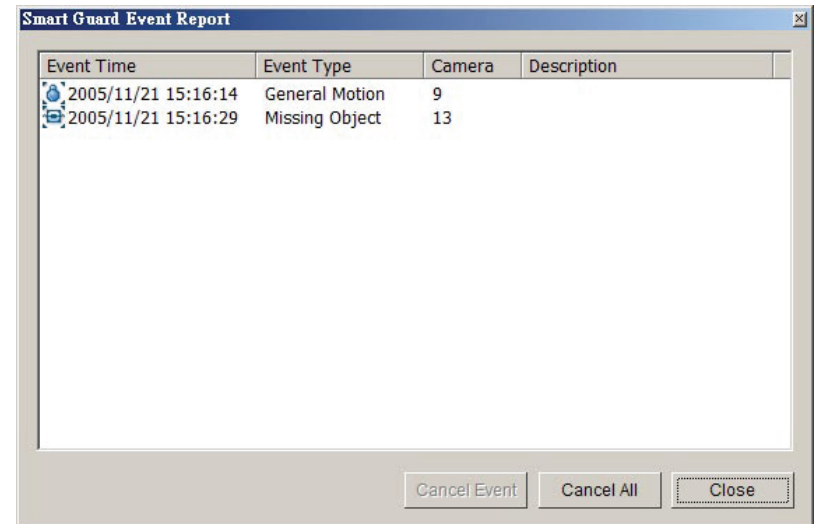 Smart Guard Event Report
Event Time Event Type Camera Description
2005/11/21 15:16:14 General Motion 9
2005/11/21 15:16:29 Missing Object 13
Cancel Event Cancel All Close